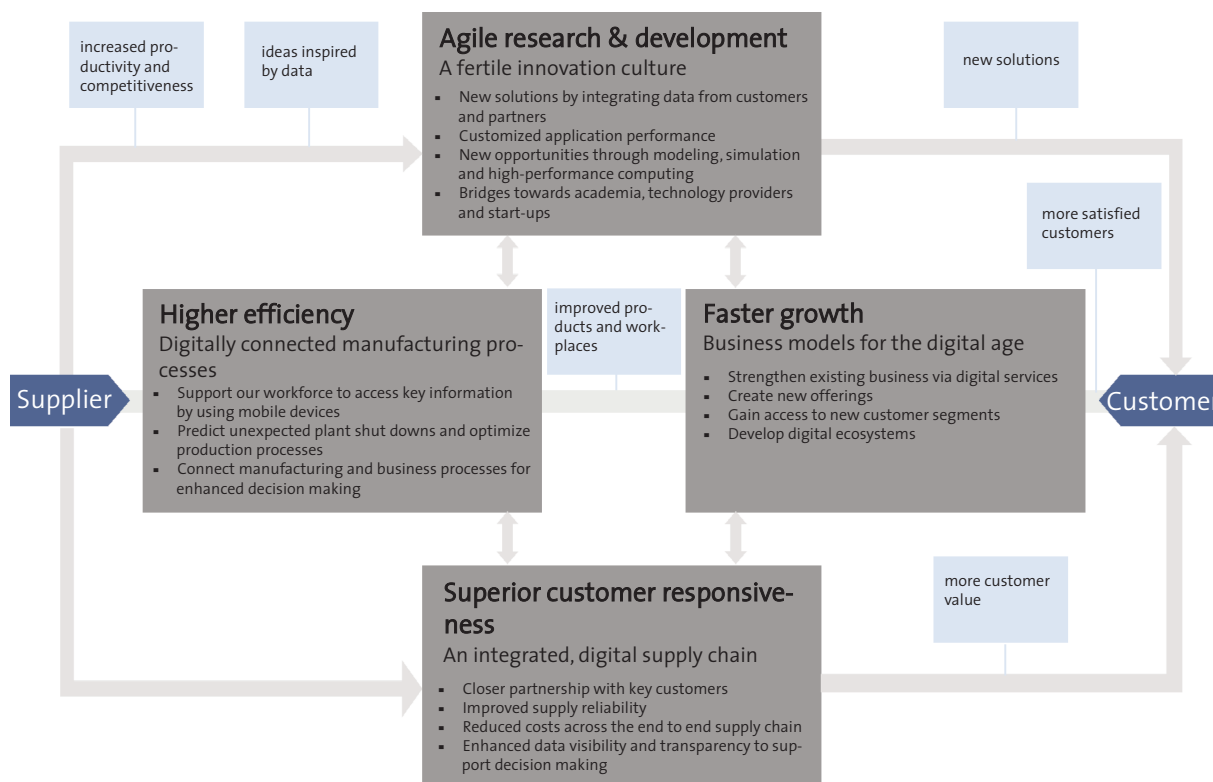 increased pro-
ductivity and
competitiveness
ideas inspired
by data
Agile research & development
A fertile innovation culture
▪ New solutions by integrating data from customers
and partners
▪ Customized application performance
▪ New opportunities through modeling, simulation
and high-performance computing
▪ Bridges towards academia, technology providers
and start-ups
new solutions
more satisfied
customers
Supplier
Higher efficiency
Digitally connected manufacturing pro-
cesses
▪ Support our workforce to access key information
by using mobile devices
▪ Predict unexpected plant shut downs and optimize
production processes
▪ Connect manufacturing and business processes for
enhanced decision making
improved pro-
ducts and work-
places
Faster growth
Business models for the digital age
▪ Strengthen existing business via digital services
▪ Create new offerings
▪ Gain access to new customer segments
▪ Develop digital ecosystems
Customer
Superior customer responsive-
ness
An integrated, digital supply chain
▪ Closer partnership with key customers
▪ Improved supply reliability
▪ Reduced costs across the end to end supply chain
▪ Enhanced data visibility and transparency to sup-
port decision making
more customer
value